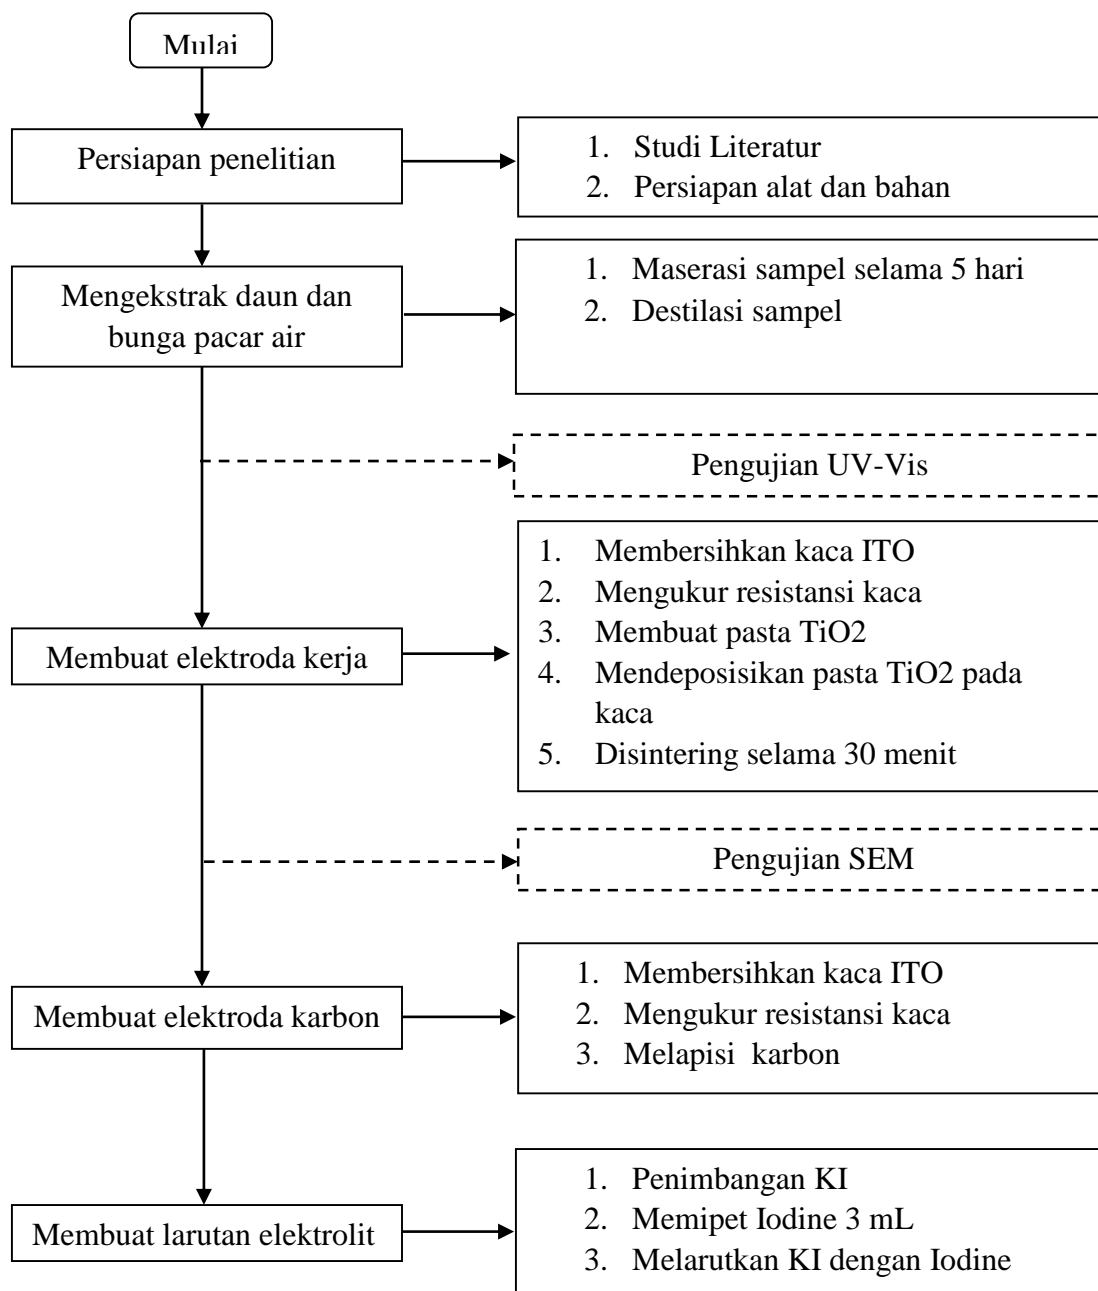 Mulai
Persiapan penelitian
1. Studi Literatur
2. Persiapan alat dan bahan
Mengekstrak daun dan
bunga pacar air
1. Maserasi sampel selama 5 hari
2. Destilasi sampel
Pengujian UV-Vis
Membuat elektroda kerja
1. Membersihkan kaca ITO
2. Mengukur resistansi kaca
3. Membuat pasta TiO2
4. Mendeposisikan pasta TiO2 pada
kaca
5. Disintering selama 30 menit
Pengujian SEM
Membuat elektroda karbon
1. Membersihkan kaca ITO
2. Mengukur resistansi kaca
3. Melapisi karbon
Membuat larutan elektrolit
1. Penimbangan KI
2. Memipet Iodine 3 mL
3. Melarutkan KI dengan Iodine